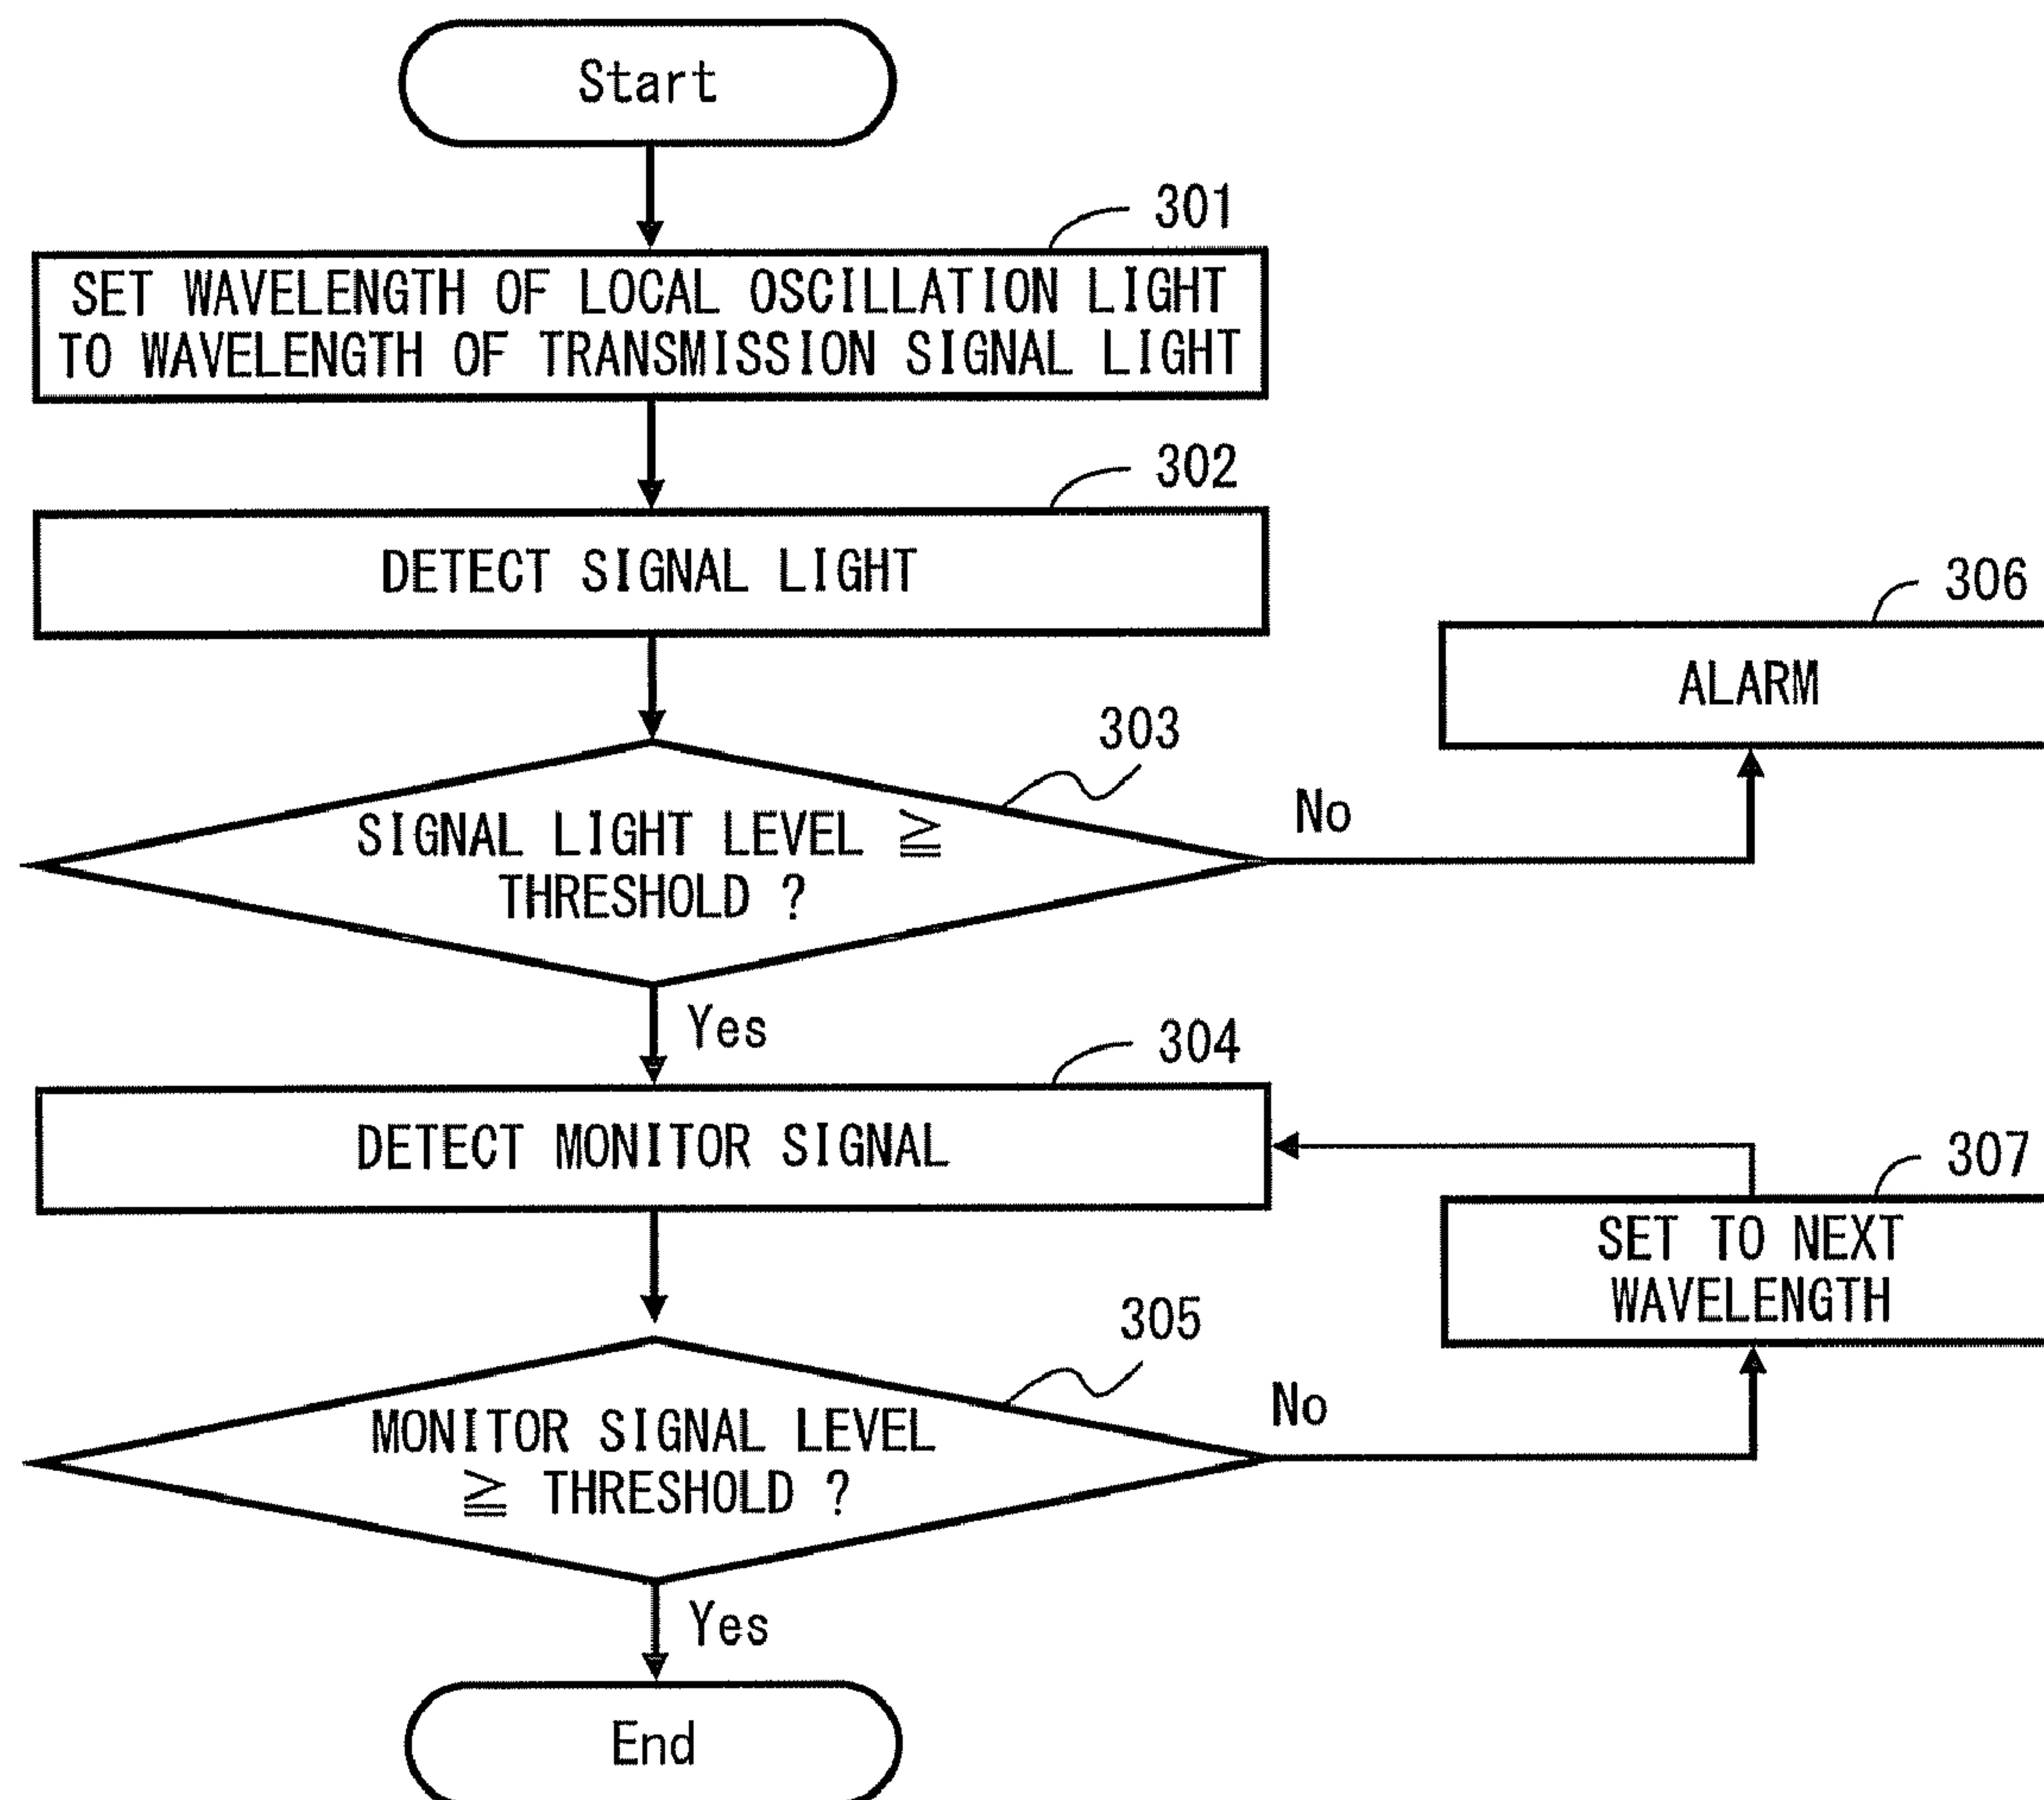 Start
301
SET WAVELENGTH OF LOCAL OSCILLATION LIGHT
TO WAVELENGTH OF TRANSMISSION SIGNAL LIGHT
302
DETECT SIGNAL LIGHT
306
ALARM
303
SIGNAL LIGHT LEVEL ≧
THRESHOLD ?
No
Yes
304
DETECT MONITOR SIGNAL
307
SET TO NEXT
WAVELENGTH
305
MONITOR SIGNAL LEVEL
≧ THRESHOLD ?
No
Yes
End